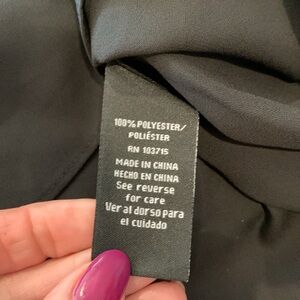 100% POLYESTER/
POLIÉSTER
RN 103715
MADE IN CHINA
HECHO EN CHINA
See reverse
for care
Ver al dorso para
el cuidado